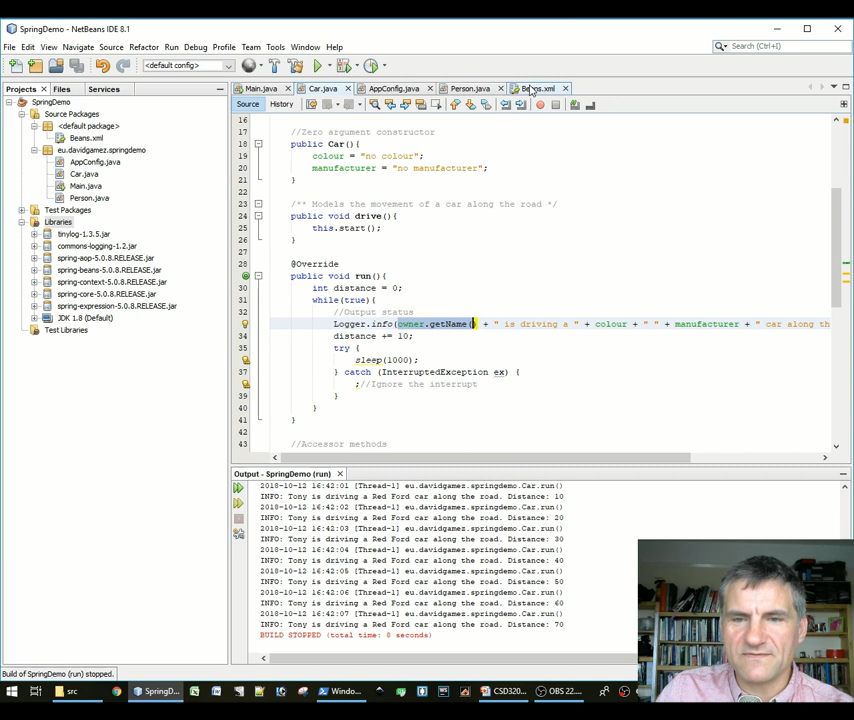 SpringDemo - NetBeans IDE 8.1
File Edit View Navigate Source Refactor Run Debug Profile Team Tools Window Help
Search (Ctrl+I)
<default config>
Projects Files Services
Main.java Car.java AppConfig.java Person.java Beans.xml
Source History
SpringDemo
Source Packages
<default package>
Beans.xml
eu.davidgamez.springdemo
AppConfig.java
Car.java
Main.java
Person.java
Test Packages
Libraries
tinylog-1.3.5.jar
commons-logging-1.2.jar
spring-aop-5.0.8.RELEASE.jar
spring-beans-5.0.8.RELEASE.jar
spring-context-5.0.8.RELEASE.jar
spring-core-5.0.8.RELEASE.jar
spring-expression-5.0.8.RELEASE.jar
JDK 1.8 (Default)
Test Libraries
16
17 //Zero argument constructor
18 public Car(){
19 colour = "no colour";
20 manufacturer = "no manufacturer";
21 }
22
23 /** Models the movement of a car along the road */
24 public void drive(){
25 this.start();
26 }
27
28 @Override
public void run(){
30 int distance = 0;
31 while(true){
32 //Output status
Logger.info(owner.getName() + " is driving a " + colour + " " + manufacturer + " car along th
34 distance += 10;
35 try {
sleep(1000);
37 } catch (InterruptedException ex) {
;//Ignore the interrupt
39 }
40 }
41 }
42
43 //Accessor methods
Output - SpringDemo (run)
2018-10-12 16:42:01 [Thread-1] eu.davidgamez.springdemo.Car.run()
INFO: Tony is driving a Red Ford car along the road. Distance: 10
2018-10-12 16:42:02 [Thread-1] eu.davidgamez.springdemo.Car.run()
INFO: Tony is driving a Red Ford car along the road. Distance: 20
2018-10-12 16:42:03 [Thread-1] eu.davidgamez.springdemo.Car.run()
INFO: Tony is driving a Red Ford car along the road. Distance: 30
2018-10-12 16:42:04 [Thread-1] eu.davidgamez.springdemo.Car.run()
INFO: Tony is driving a Red Ford car along the road. Distance: 40
2018-10-12 16:42:05 [Thread-1] eu.davidgamez.springdemo.Car.run()
INFO: Tony is driving a Red Ford car along the road. Distance: 50
2018-10-12 16:42:06 [Thread-1] eu.davidgamez.springdemo.Car.run()
INFO: Tony is driving a Red Ford car along the road. Distance: 60
2018-10-12 16:42:07 [Thread-1] eu.davidgamez.springdemo.Car.run()
INFO: Tony is driving a Red Ford car along the road. Distance: 70
BUILD STOPPED (total time: 8 seconds)
Build of SpringDemo (run) stopped.
src SpringD... Windo... CSD320... OBS 22....